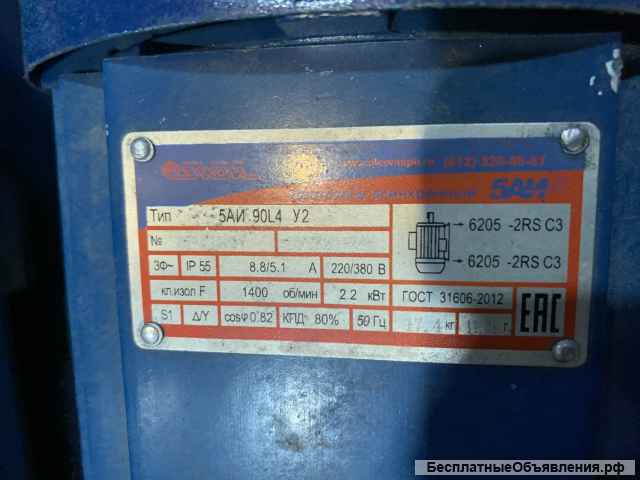 5AИ
Тип 5АИ 90L4 У2
№
6205 -2RS C3
6205 -2RS C3
3Ф~ IP 55 8.8/5.1 А 220/380 В
кл.изол F 1400 об/мин 2.2 кВт ГОСТ 31606-2012
S1 Δ/Y cosφ 0.82 КПД 80% 50 Гц кг г
EAC
БесплатныеОбъявления.рф